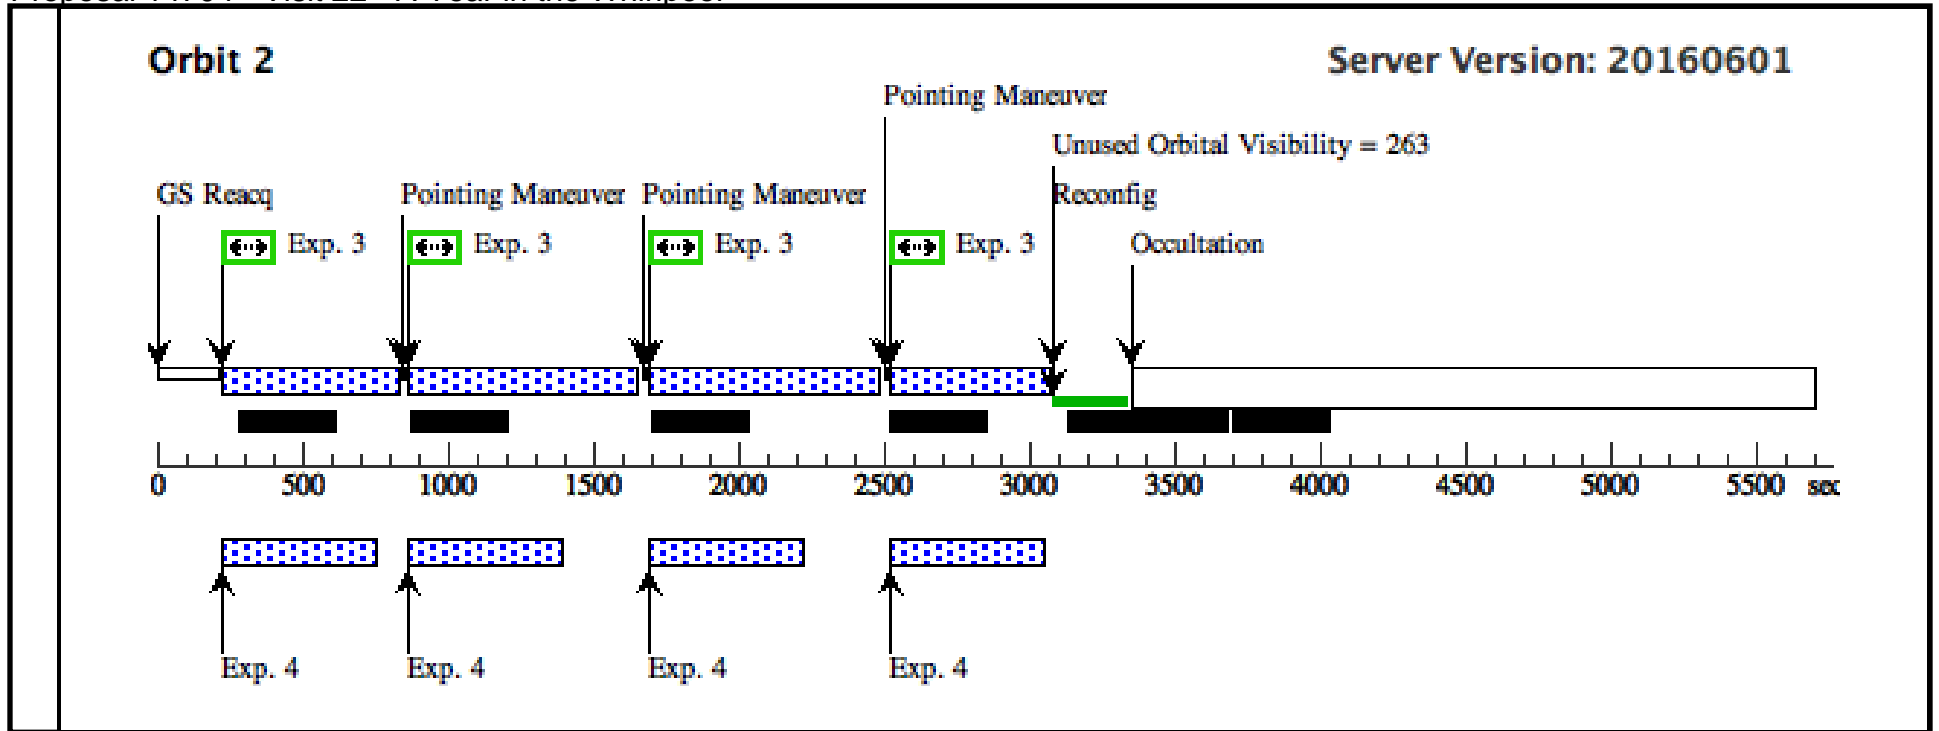 Orbit 2
Server Version: 20160601
Pointing Maneuver
Unused Orbital Visibility = 263
GS Reacq
Pointing Maneuver
Pointing Maneuver
Reconfig
Exp. 3
Exp. 3
Exp. 3
Exp. 3
Occultation
0 500 1000 1500 2000 2500 3000 3500 4000 4500 5000 5500 sec
Exp. 4
Exp. 4
Exp. 4
Exp. 4